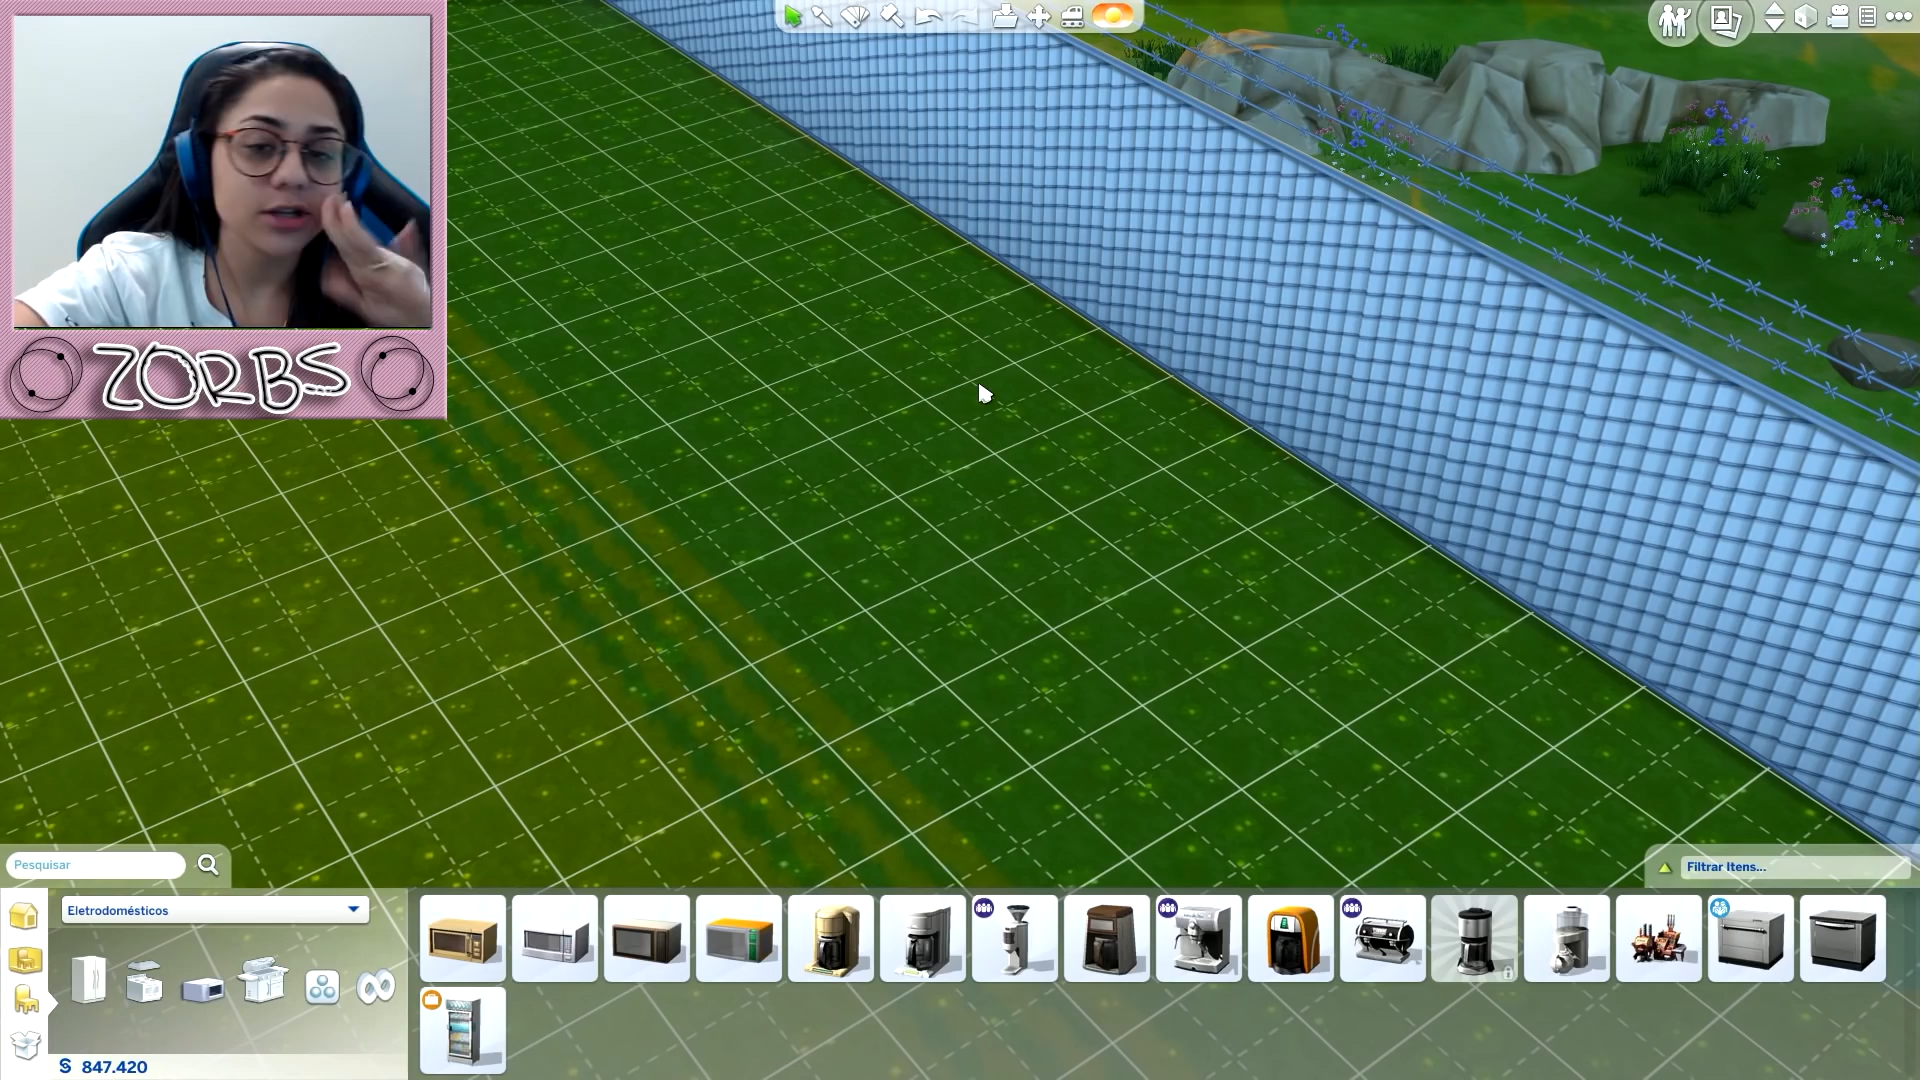 ZORBS
Pesquisar
Filtrar Itens...
Eletrodomésticos
§ 847.420